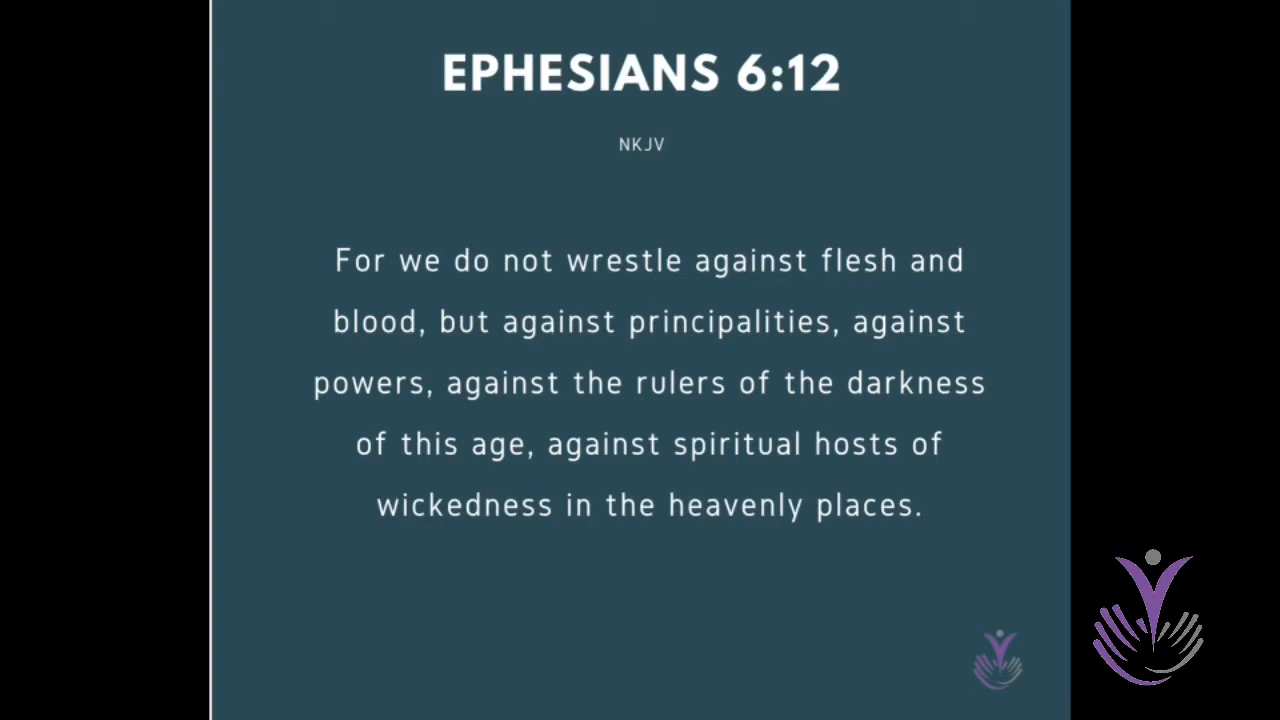 EPHESIANS 6:12
NKJV
For we do not wrestle against flesh and
blood, but against principalities, against
powers, against the rulers of the darkness
of this age, against spiritual hosts of
wickedness in the heavenly places.